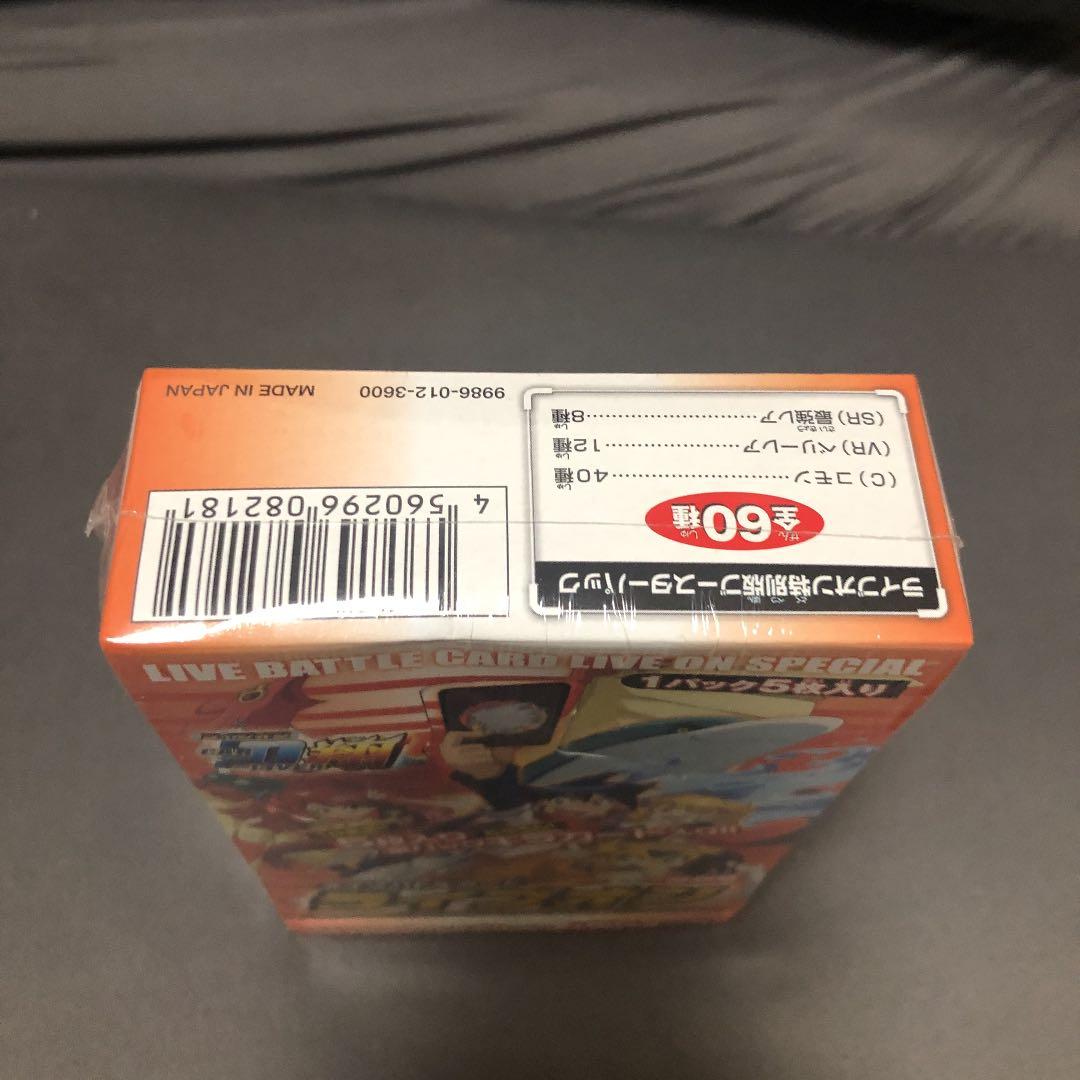 ライブオン特別版ブースターパック
全60種
(C)コモン……………………40種
(VR)ベリーレア………………12種
(SR)最強レア…………………8種
4 560296 082181
9986-012-3600 MADE IN JAPAN
LIVE BATTLE CARD LIVE ON SPECIAL
1パック5枚入り